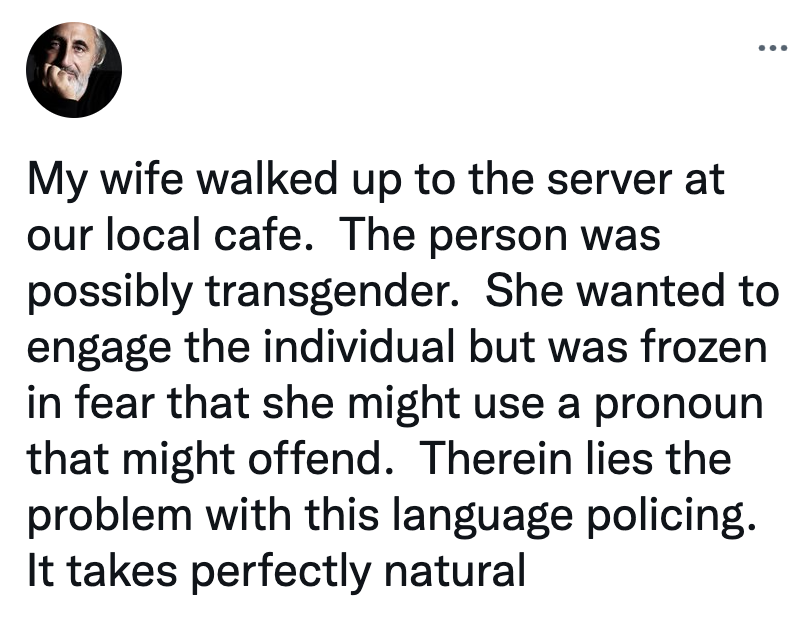 My wife walked up to the server at
our local cafe.  The person was
possibly transgender.  She wanted to
engage the individual but was frozen
in fear that she might use a pronoun
that might offend.  Therein lies the
problem with this language policing.
It takes perfectly natural